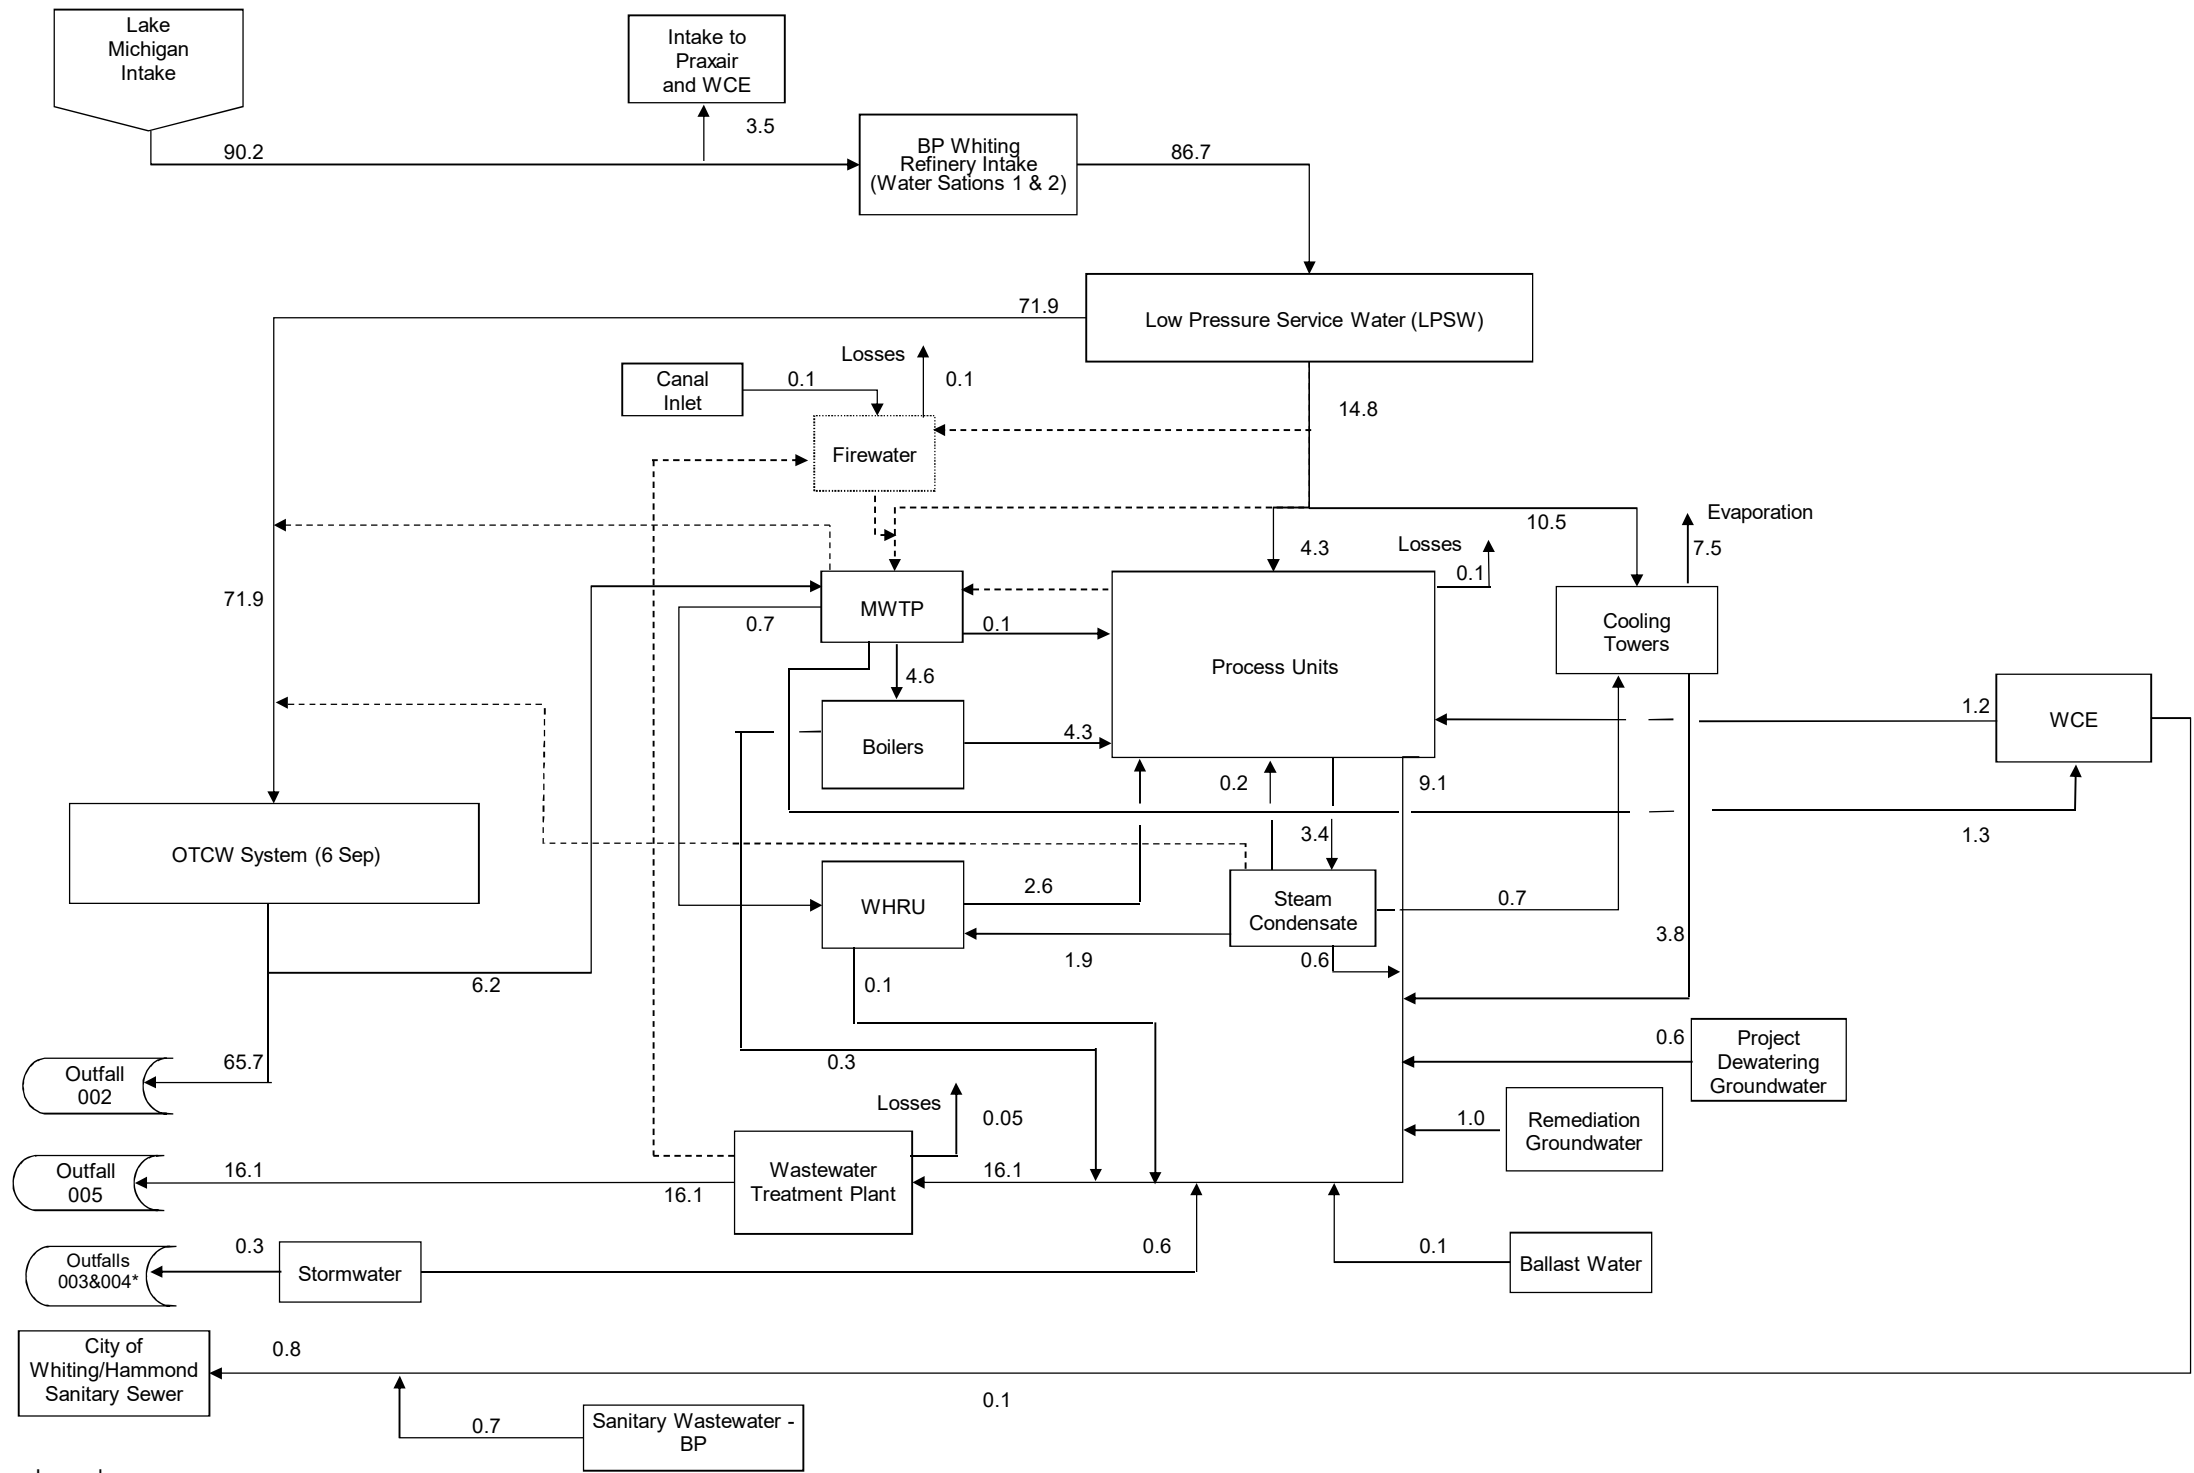 Lake
Michigan
Intake
Intake to
Praxair
and WCE
3.5
90.2
BP Whiting
Refinery Intake
(Water Sations 1 & 2)
86.7
71.9
Low Pressure Service Water (LPSW)
Losses
Canal
Inlet
0.1
0.1
14.8
Firewater
Evaporation
10.5
4.3
Losses
7.5
0.1
71.9
MWTP
0.7
0.1
Cooling
Towers
Process Units
4.6
1.2
WCE
Boilers
4.3
0.2
9.1
3.4
1.3
OTCW System (6 Sep)
WHRU
2.6
Steam
Condensate
0.7
3.8
1.9
0.6
0.1
6.2
0.6
Project
Dewatering
Groundwater
65.7
0.3
Outfall
002
Losses
0.05
1.0
Remediation
Groundwater
Outfall
005
16.1
16.1
Wastewater
Treatment Plant
16.1
0.3
0.6
0.1
Outfalls
003&004*
Stormwater
Ballast Water
City of
Whiting/Hammond
Sanitary Sewer
0.8
0.1
0.7
Sanitary Wastewater -
BP